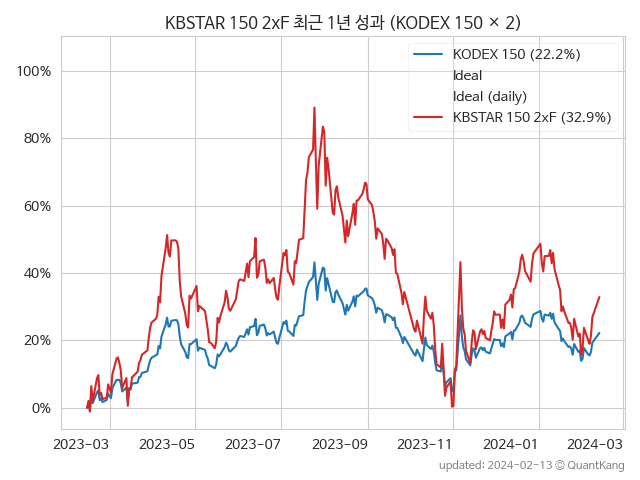 KBSTAR 150 2xF 최근 1년 성과 (KODEX 150 × 2)
KODEX 150 (22.2%)
Ideal
Ideal (daily)
KBSTAR 150 2xF (32.9%)
100%
80%
60%
40%
20%
0%
2023-03 2023-05 2023-07 2023-09 2023-11 2024-01 2024-03
updated: 2024-02-13 ⓒ QuantKang